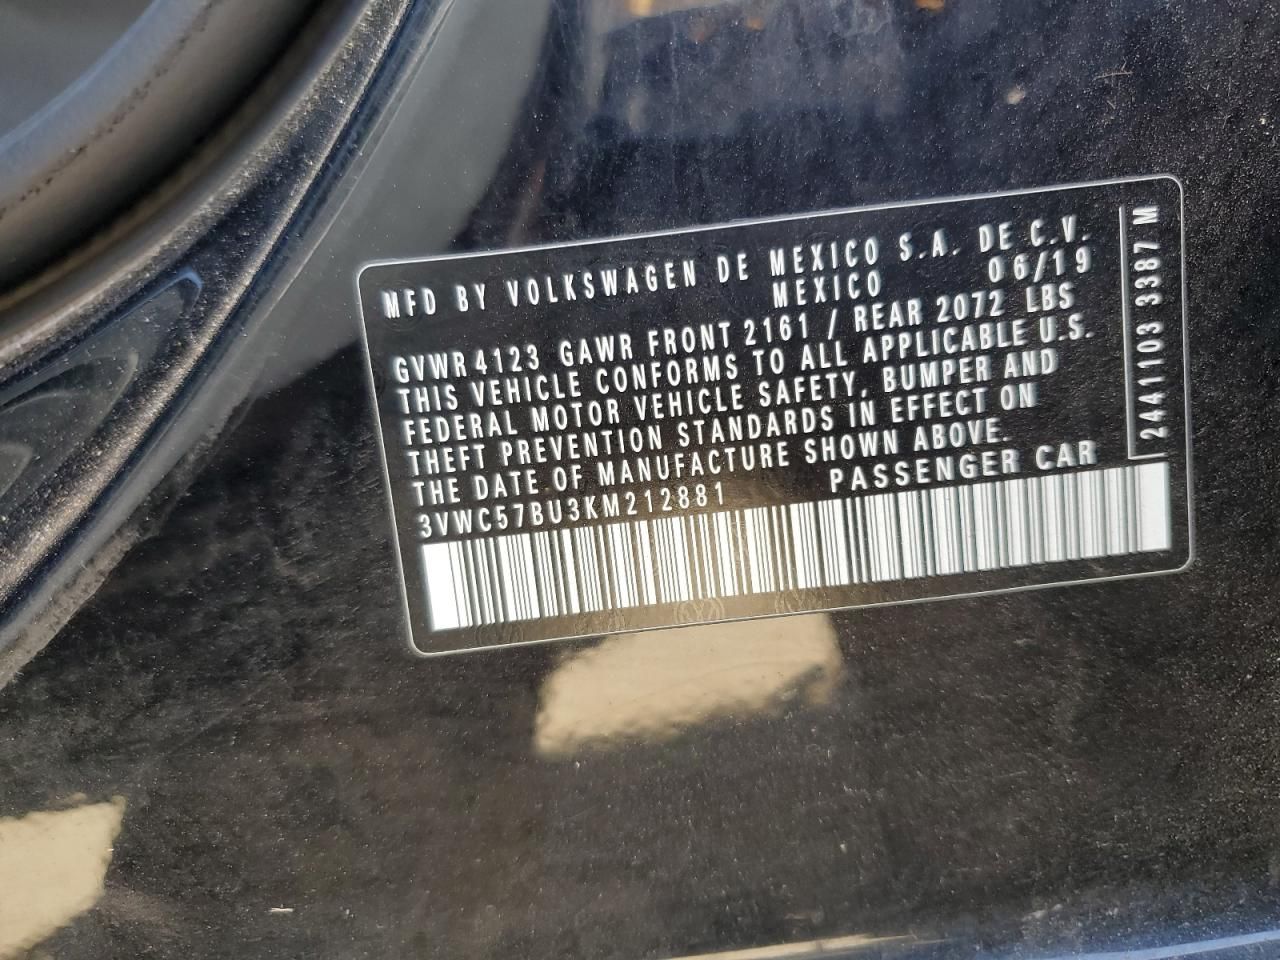 MFD BY VOLKSWAGEN DE MEXICO S.A. DE C.V.
MEXICO 06/19
GVWR 4123 GAWR FRONT 2161 / REAR 2072 LBS
THIS VEHICLE CONFORMS TO ALL APPLICABLE U.S.
FEDERAL MOTOR VEHICLE SAFETY, BUMPER AND
THEFT PREVENTION STANDARDS IN EFFECT ON
THE DATE OF MANUFACTURE SHOWN ABOVE.
3VWC57BU3KM212881 PASSENGER CAR
2441103 3387 M